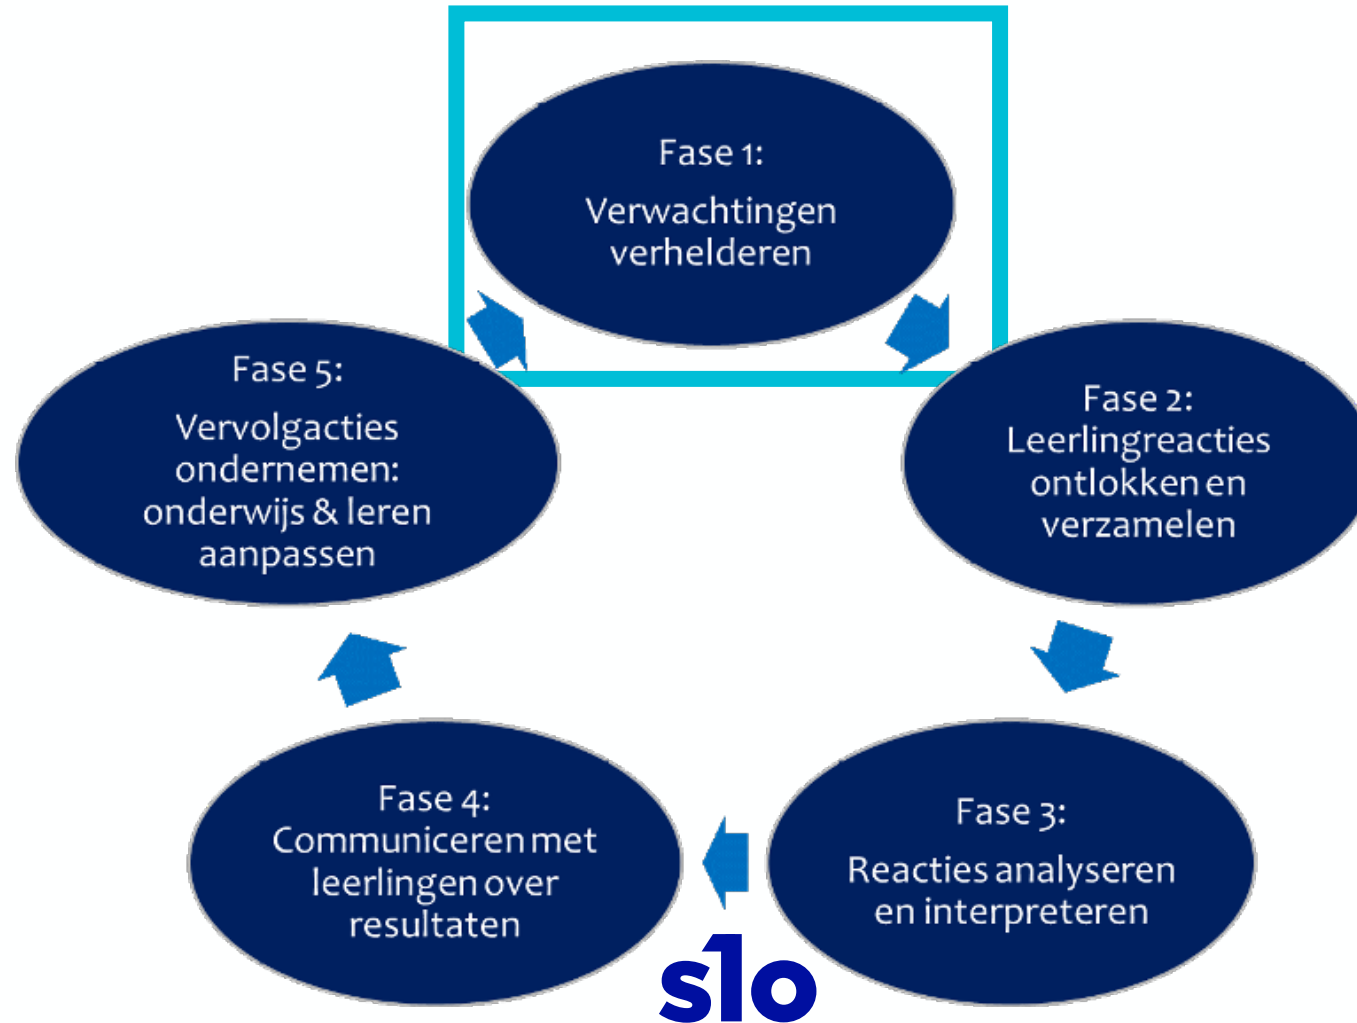 Fase 1:
Verwachtingen
verhelderen
Fase 2:
Leerlingreacties
ontlokken en
verzamelen
Fase 3:
Reacties analyseren
en interpreteren
Fase 4:
Communiceren met
leerlingen over
resultaten
Fase 5:
Vervolgacties
ondernemen:
onderwijs & leren
aanpassen
slo